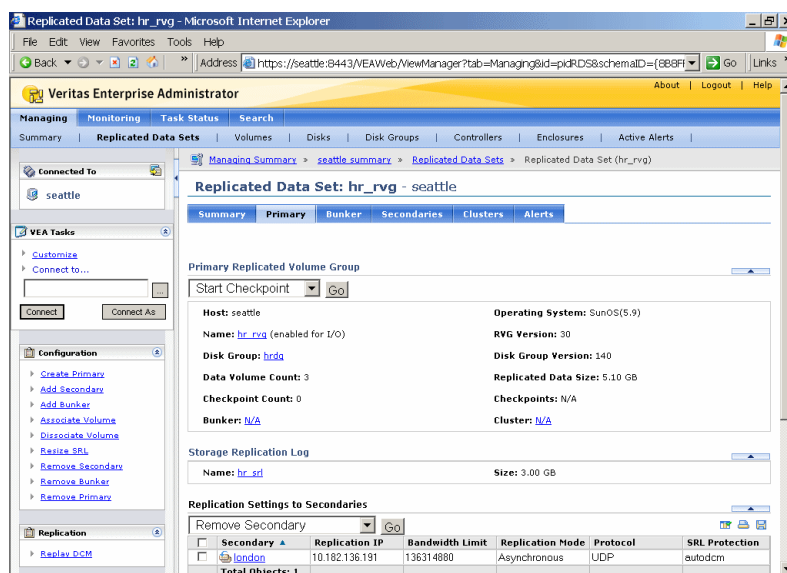 Replicated Data Set: hr_rvg - Microsoft Internet Explorer
File Edit View Favorites Tools Help
Back » Address https://seattle:8443/VEAWeb/ViewManager?tab=Managing&id=pidRDS&schemaID={8B8F Go Links »
Veritas Enterprise Administrator
About | Logout | Help
Managing Monitoring Task Status Search
Summary | Replicated Data Sets | Volumes | Disks | Disk Groups | Controllers | Enclosures | Active Alerts |
Connected To
seattle
VEA Tasks
Customize
Connect to...
...
Connect Connect As
Configuration
Create Primary
Add Secondary
Add Bunker
Associate Volume
Dissociate Volume
Resize SRL
Remove Secondary
Remove Bunker
Remove Primary
Replication
Replay DCM
Managing Summary » seattle summary » Replicated Data Sets » Replicated Data Set (hr_rvg)
Replicated Data Set: hr_rvg - seattle
Summary Primary Bunker Secondaries Clusters Alerts
Primary Replicated Volume Group
Start Checkpoint Go
Host: seattle Operating System: SunOS(5.9)
Name: hr_rvg (enabled for I/O) RVG Version: 30
Disk Group: hrdg Disk Group Version: 140
Data Volume Count: 3 Replicated Data Size: 5.10 GB
Checkpoint Count: 0 Checkpoints: N/A
Bunker: N/A Cluster: N/A
Storage Replication Log
Name: hr_srl Size: 3.00 GB
Replication Settings to Secondaries
Remove Secondary Go
Secondary Replication IP Bandwidth Limit Replication Mode Protocol SRL Protection
london 10.182.136.191 136314880 Asynchronous UDP autodcm
Total Objects: 1